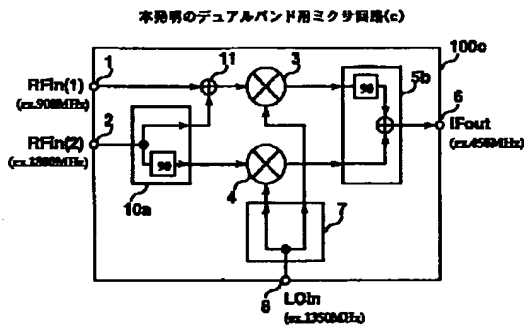 本発明のデュアルバンド用ミクサ回路(c)
100c
1
11
3
5b
RFin(1)
(ex.900MHz)
90
6
2
RFin(2)
(ex.1800MHz)
IFout
(ex.450MHz)
90
10a
4
7
8
LOin
(ex.1350MHz)